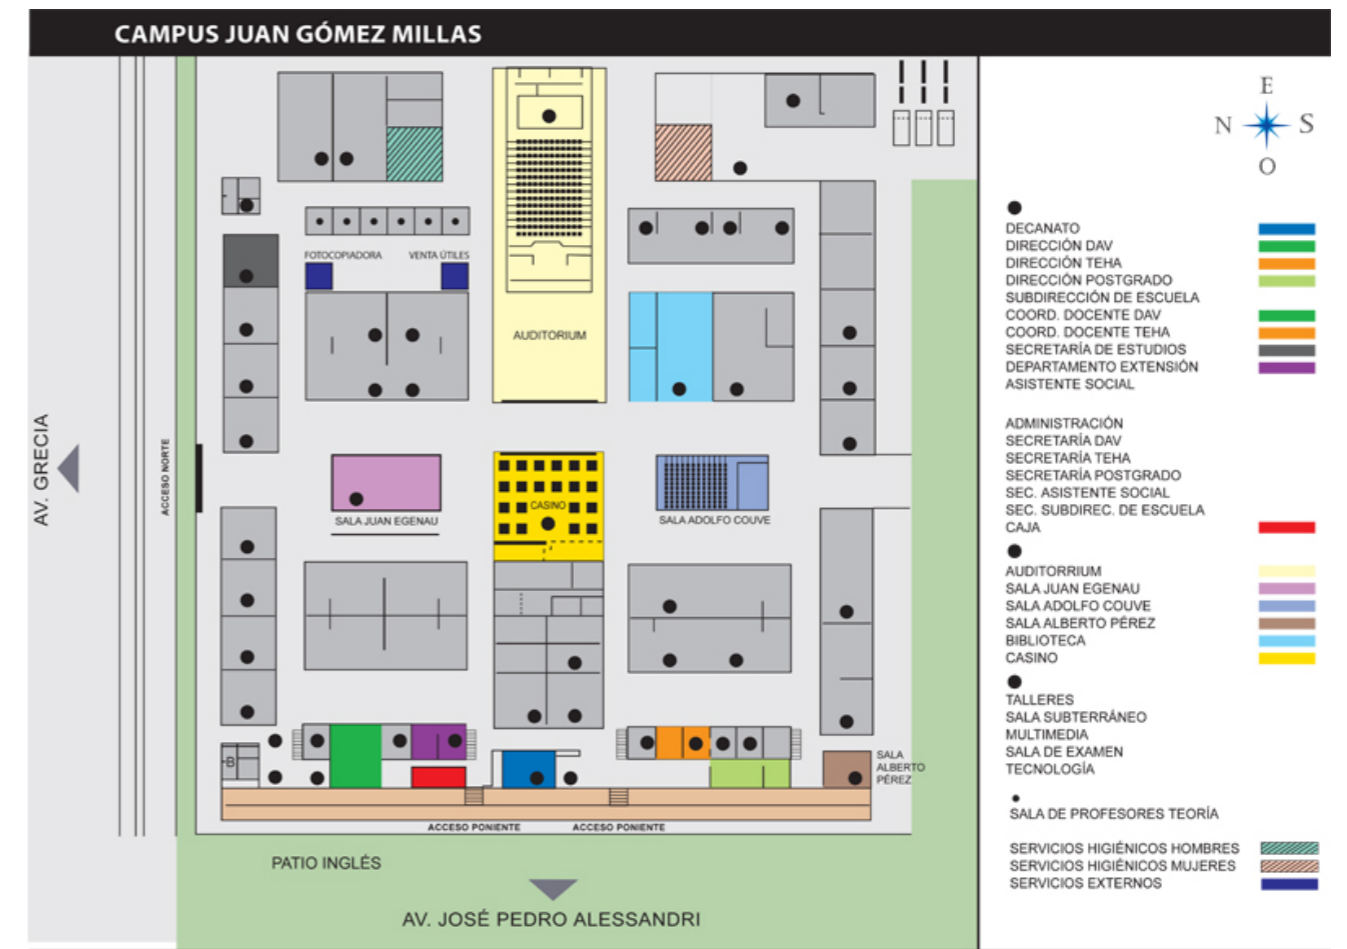 CAMPUS JUAN GÓMEZ MILLAS
E
N
S
O
FOTOCOPIADORA
VENTA ÚTILES
AUDITORIUM
AV. GRECIA
ACCESO NORTE
CASINO
SALA JUAN EGENAU
SALA ADOLFO COUVE
B
SALA
ALBERTO
PÉREZ
ACCESO PONIENTE
ACCESO PONIENTE
PATIO INGLÉS
AV. JOSÉ PEDRO ALESSANDRI
DECANATO
DIRECCIÓN DAV
DIRECCIÓN TEHA
DIRECCIÓN POSTGRADO
SUBDIRECCIÓN DE ESCUELA
COORD. DOCENTE DAV
COORD. DOCENTE TEHA
SECRETARÍA DE ESTUDIOS
DEPARTAMENTO EXTENSIÓN
ASISTENTE SOCIAL
ADMINISTRACIÓN
SECRETARÍA DAV
SECRETARÍA TEHA
SECRETARÍA POSTGRADO
SEC. ASISTENTE SOCIAL
SEC. SUBDIREC. DE ESCUELA
CAJA
AUDITORRIUM
SALA JUAN EGENAU
SALA ADOLFO COUVE
SALA ALBERTO PÉREZ
BIBLIOTECA
CASINO
TALLERES
SALA SUBTERRÁNEO
MULTIMEDIA
SALA DE EXAMEN
TECNOLOGÍA
SALA DE PROFESORES TEORÍA
SERVICIOS HIGIÉNICOS HOMBRES
SERVICIOS HIGIÉNICOS MUJERES
SERVICIOS EXTERNOS